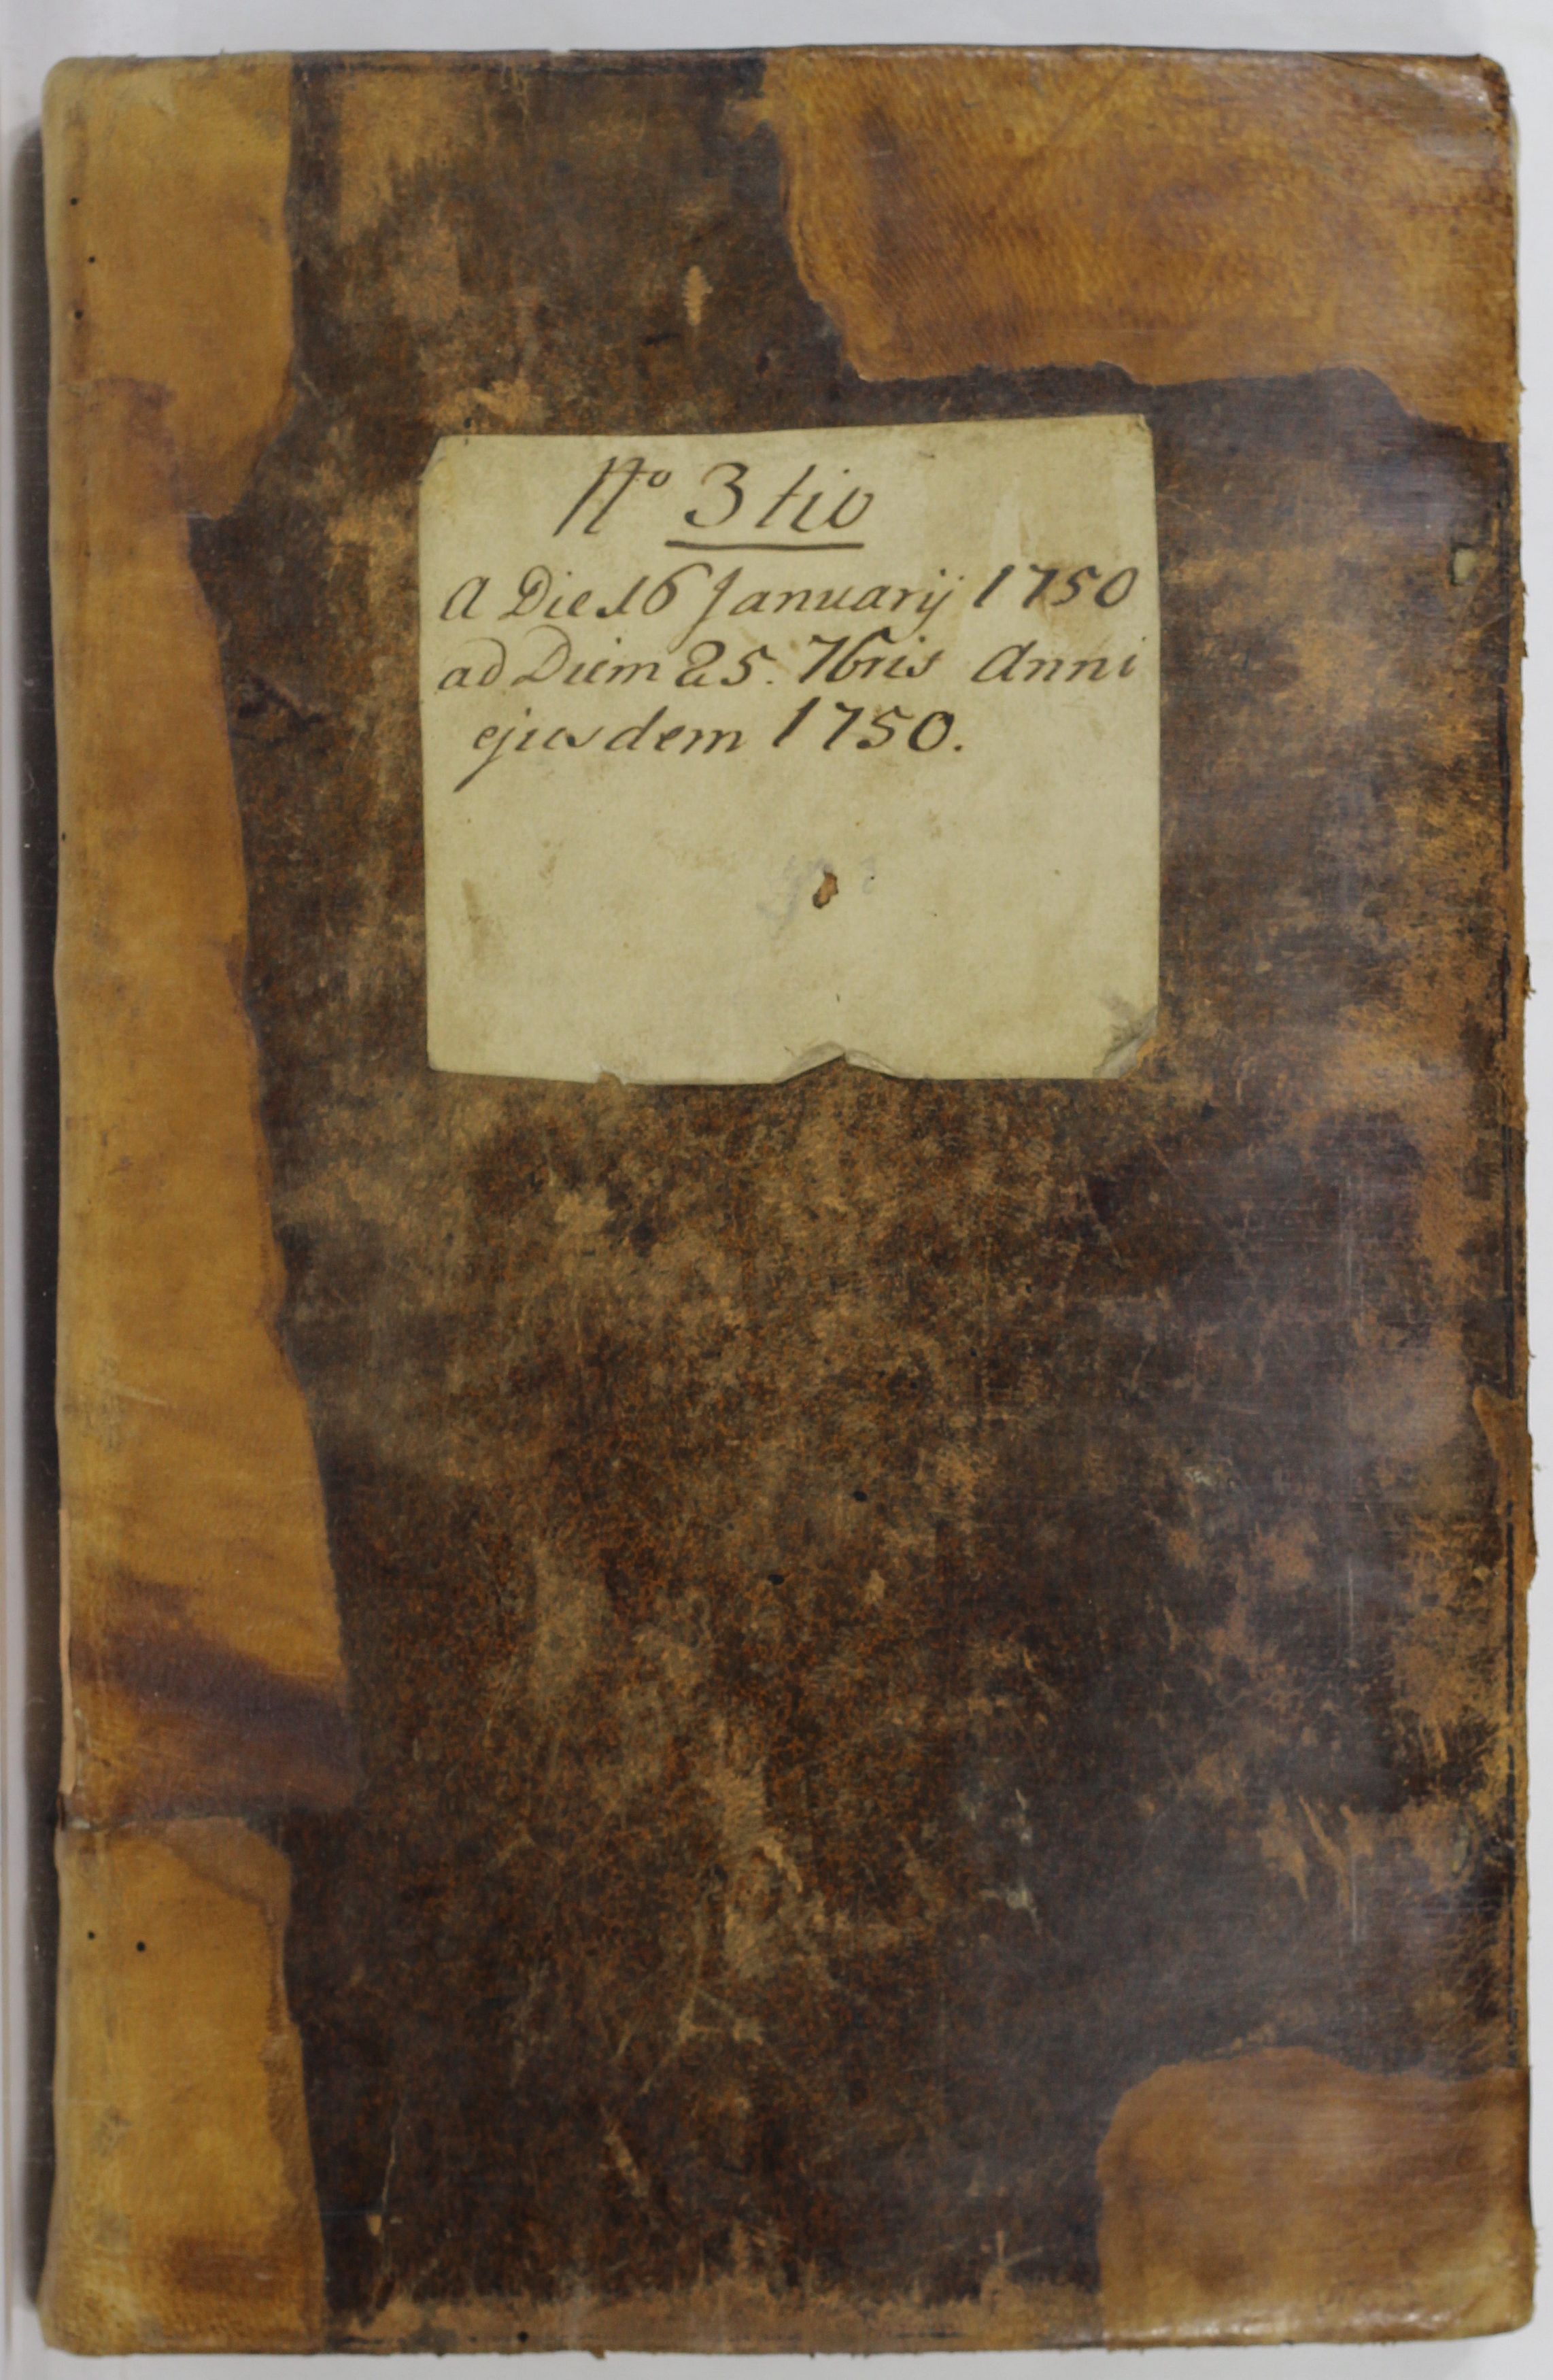 No 3tio
A Die 16 Januarij 1750
ad Diem 25. 7bris Anni
ejusdem 1750.